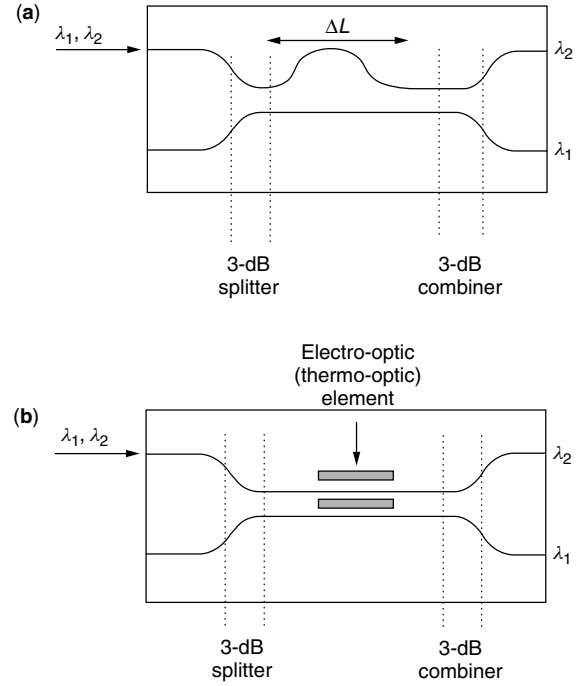 (a)
ΔL
λ1, λ2
λ2
λ1
3-dB
splitter
3-dB
combiner
Electro-optic
(thermo-optic)
element
(b)
λ1, λ2
λ2
λ1
3-dB
splitter
3-dB
combiner